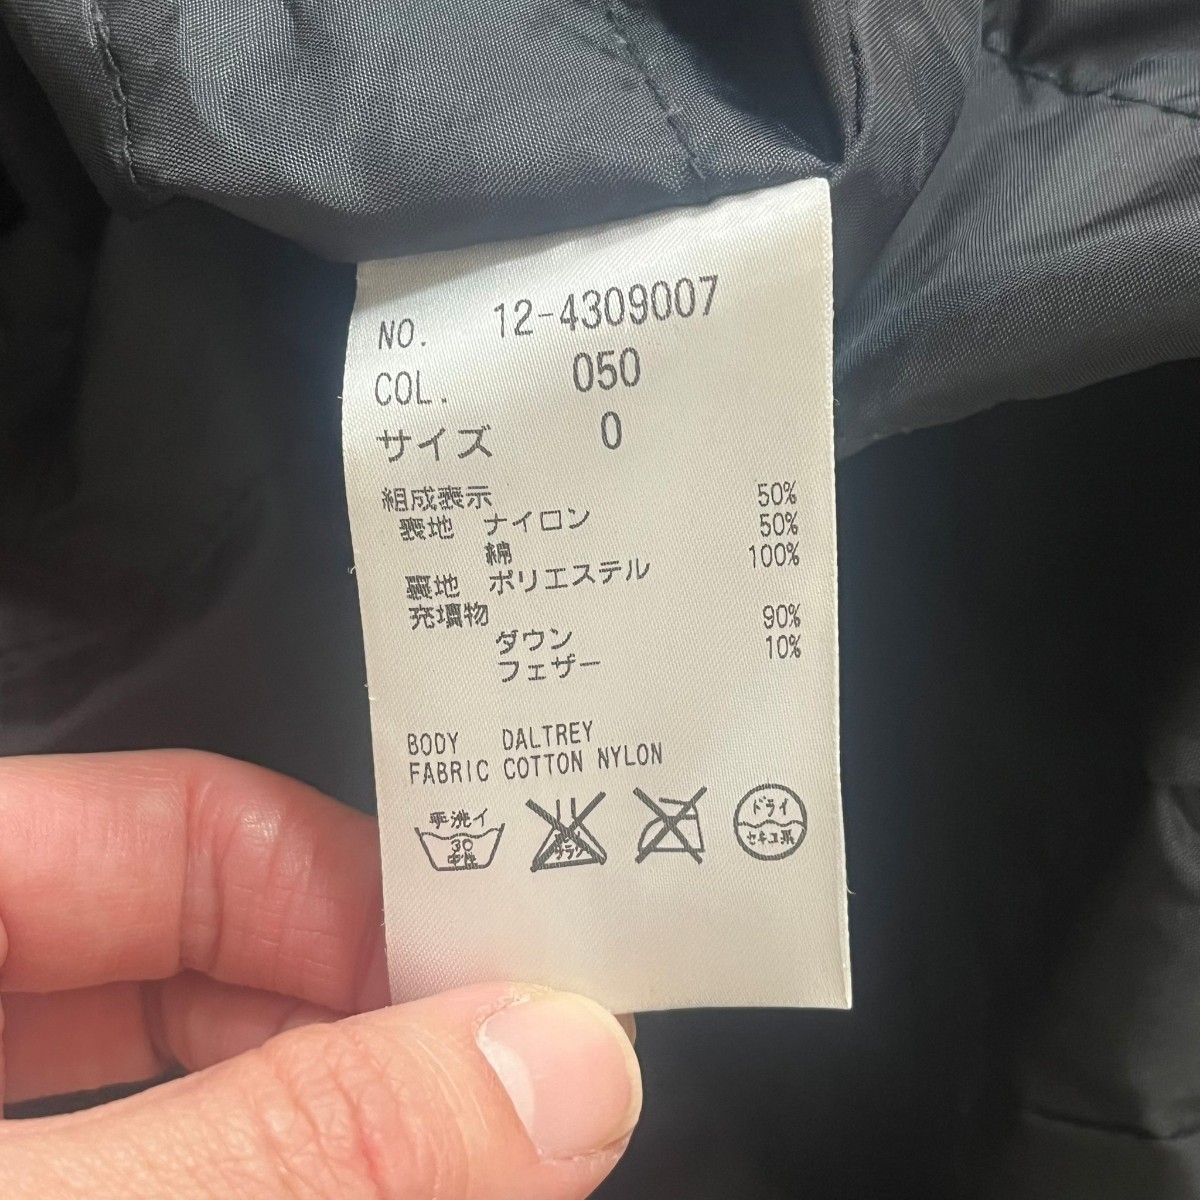 NO. 12-4309007
COL. 050
サイズ 0
組成表示
表地 ナイロン 50%
綿 50%
裏地 ポリエステル 100%
充填物
ダウン 90%
フェザー 10%
BODY DALTREY
FABRIC COTTON NYLON
手洗イ
30
中性
ドライ
セキユ系